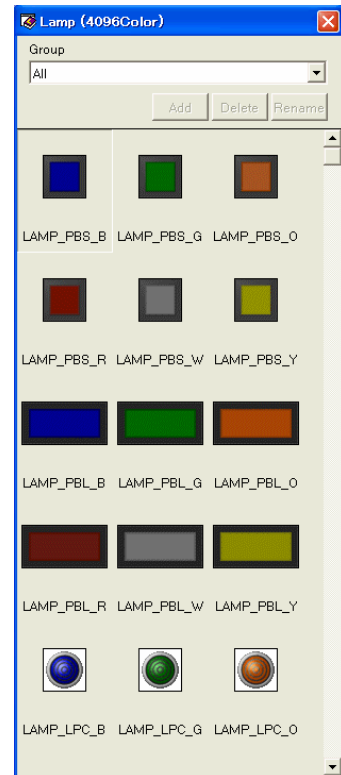 Lamp (4096Color)
Group
All
Add Delete Rename
LAMP_PBS_B LAMP_PBS_G LAMP_PBS_O
LAMP_PBS_R LAMP_PBS_W LAMP_PBS_Y
LAMP_PBL_B LAMP_PBL_G LAMP_PBL_O
LAMP_PBL_R LAMP_PBL_W LAMP_PBL_Y
LAMP_LPC_B LAMP_LPC_G LAMP_LPC_O